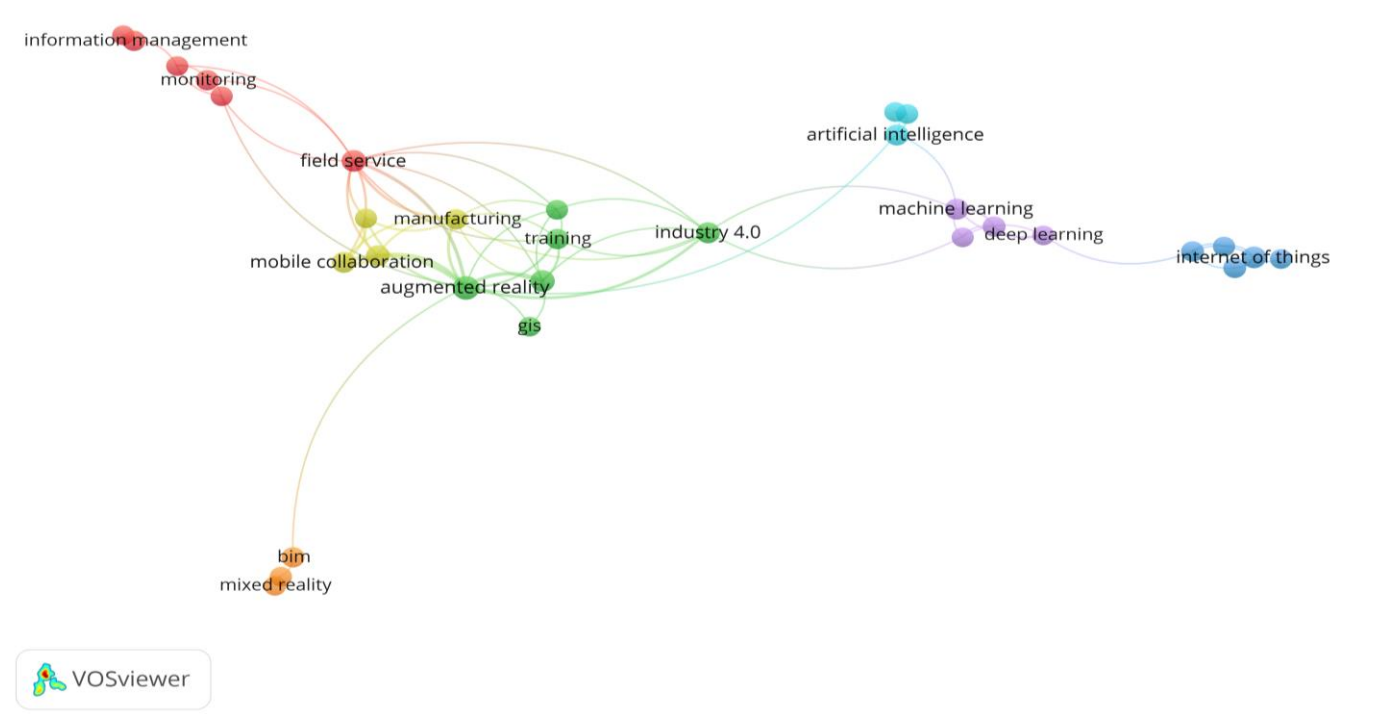 information management
monitoring
field service
artificial intelligence
manufacturing
training
industry 4.0
machine learning
deep learning
internet of things
mobile collaboration
augmented reality
gis
bim
mixed reality
VOSviewer